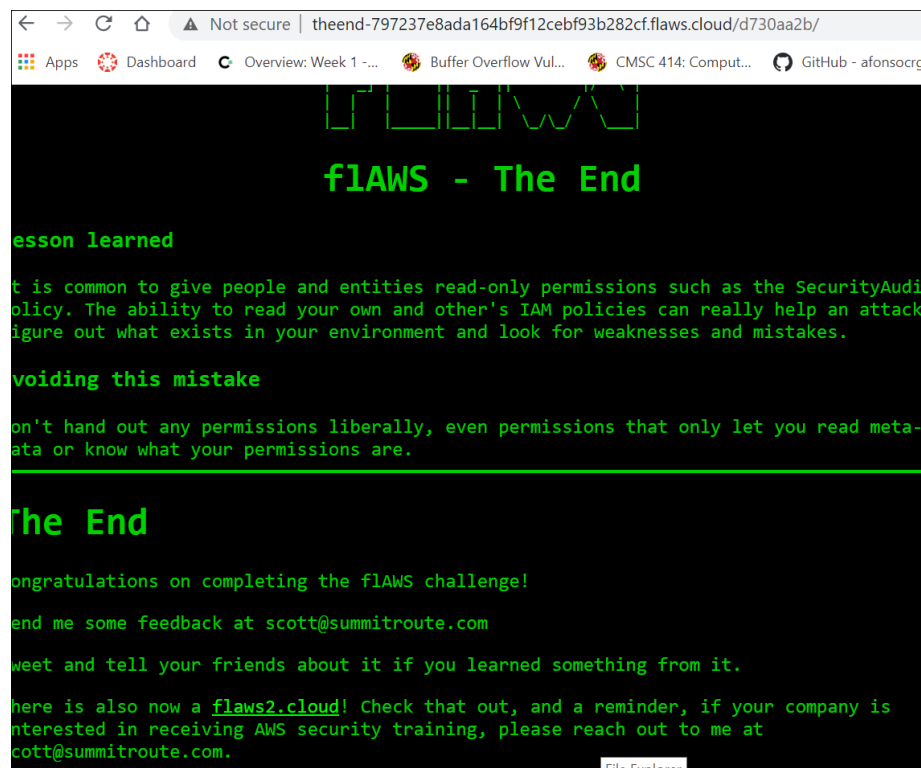 Not secure | theend-797237e8ada164bf9f12cebf93b282cf.flaws.cloud/d730aa2b/
Apps Dashboard Overview: Week 1 -... Buffer Overflow Vul... CMSC 414: Comput... GitHub - afonsocrg
flAWS - The End
esson learned
t is common to give people and entities read-only permissions such as the SecurityAudi
olicy. The ability to read your own and other's IAM policies can really help an attack
igure out what exists in your environment and look for weaknesses and mistakes.
voiding this mistake
on't hand out any permissions liberally, even permissions that only let you read meta-
ata or know what your permissions are.
The End
ongratulations on completing the flAWS challenge!
end me some feedback at scott@summitroute.com
weet and tell your friends about it if you learned something from it.
here is also now a flaws2.cloud! Check that out, and a reminder, if your company is
nterested in receiving AWS security training, please reach out to me at
cott@summitroute.com.
File Explorer